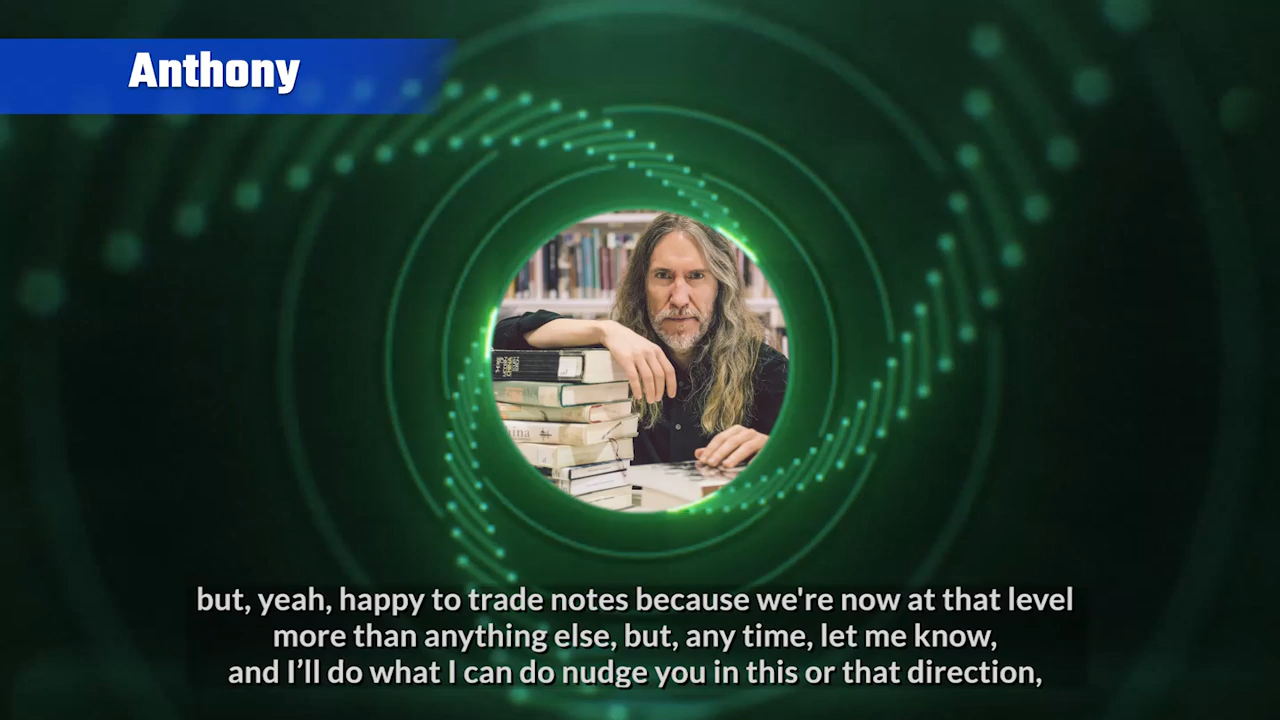 Anthony
but, yeah, happy to trade notes because we're now at that level
more than anything else, but, any time, let me know,
and I’ll do what I can do nudge you in this or that direction,